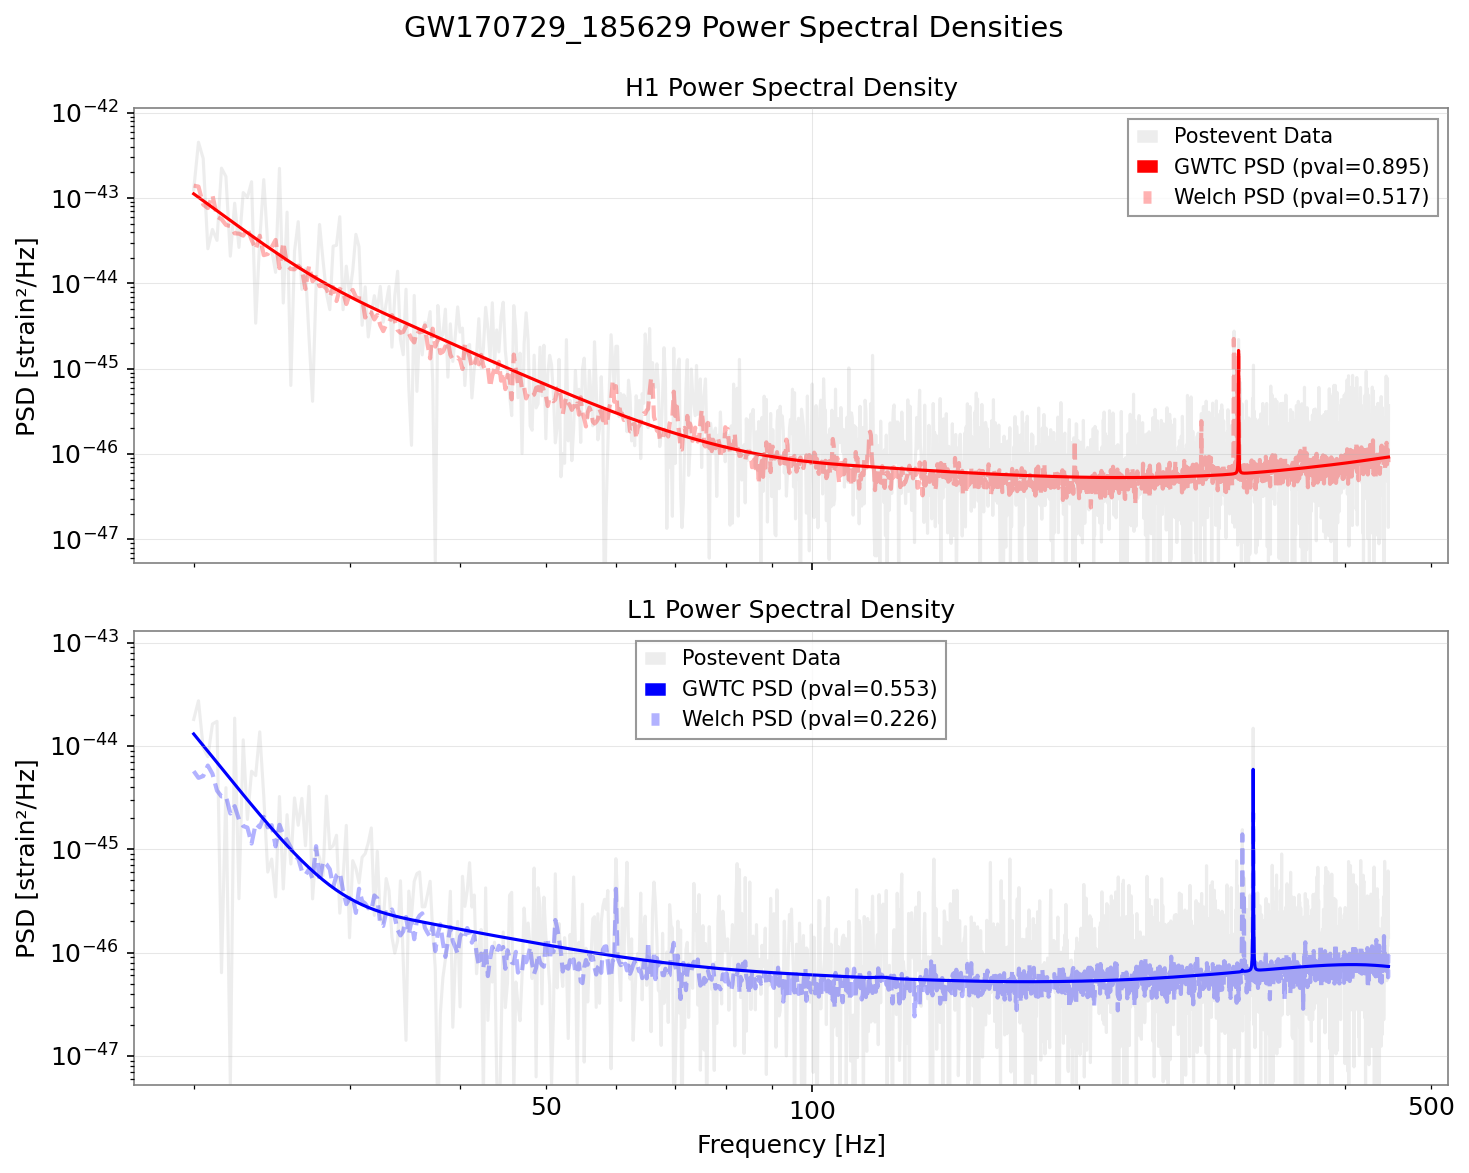 GW170729_185629 Power Spectral Densities
H1 Power Spectral Density
PSD [strain²/Hz]
10⁻⁴²
10⁻⁴³
10⁻⁴⁴
10⁻⁴⁵
10⁻⁴⁶
10⁻⁴⁷
Postevent Data
GWTC PSD (pval=0.895)
Welch PSD (pval=0.517)
L1 Power Spectral Density
PSD [strain²/Hz]
10⁻⁴³
10⁻⁴⁴
10⁻⁴⁵
10⁻⁴⁶
10⁻⁴⁷
Postevent Data
GWTC PSD (pval=0.553)
Welch PSD (pval=0.226)
50 100 500
Frequency [Hz]